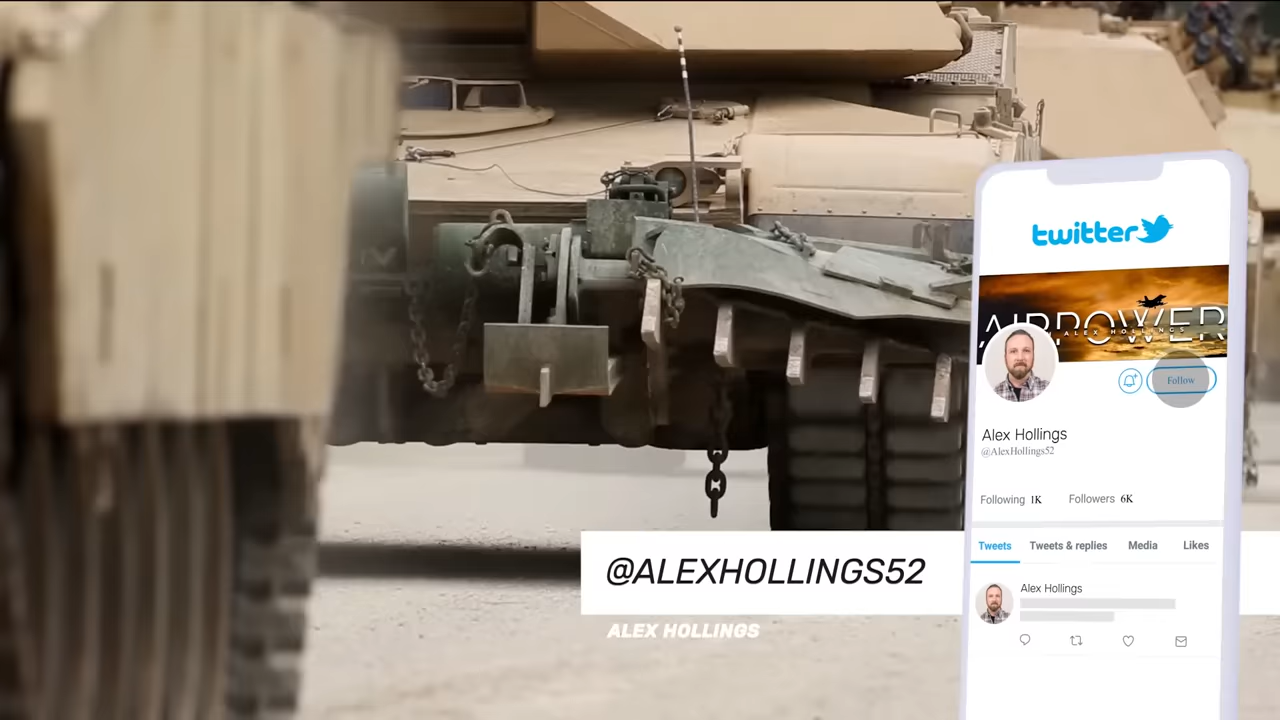 twitter
AIRPOWER
ALEX HOLLINGS
Follow
Alex Hollings
@AlexHollings52
Following 1K Followers 6K
Tweets Tweets & replies Media Likes
Alex Hollings
@ALEXHOLLINGS52
ALEX HOLLINGS